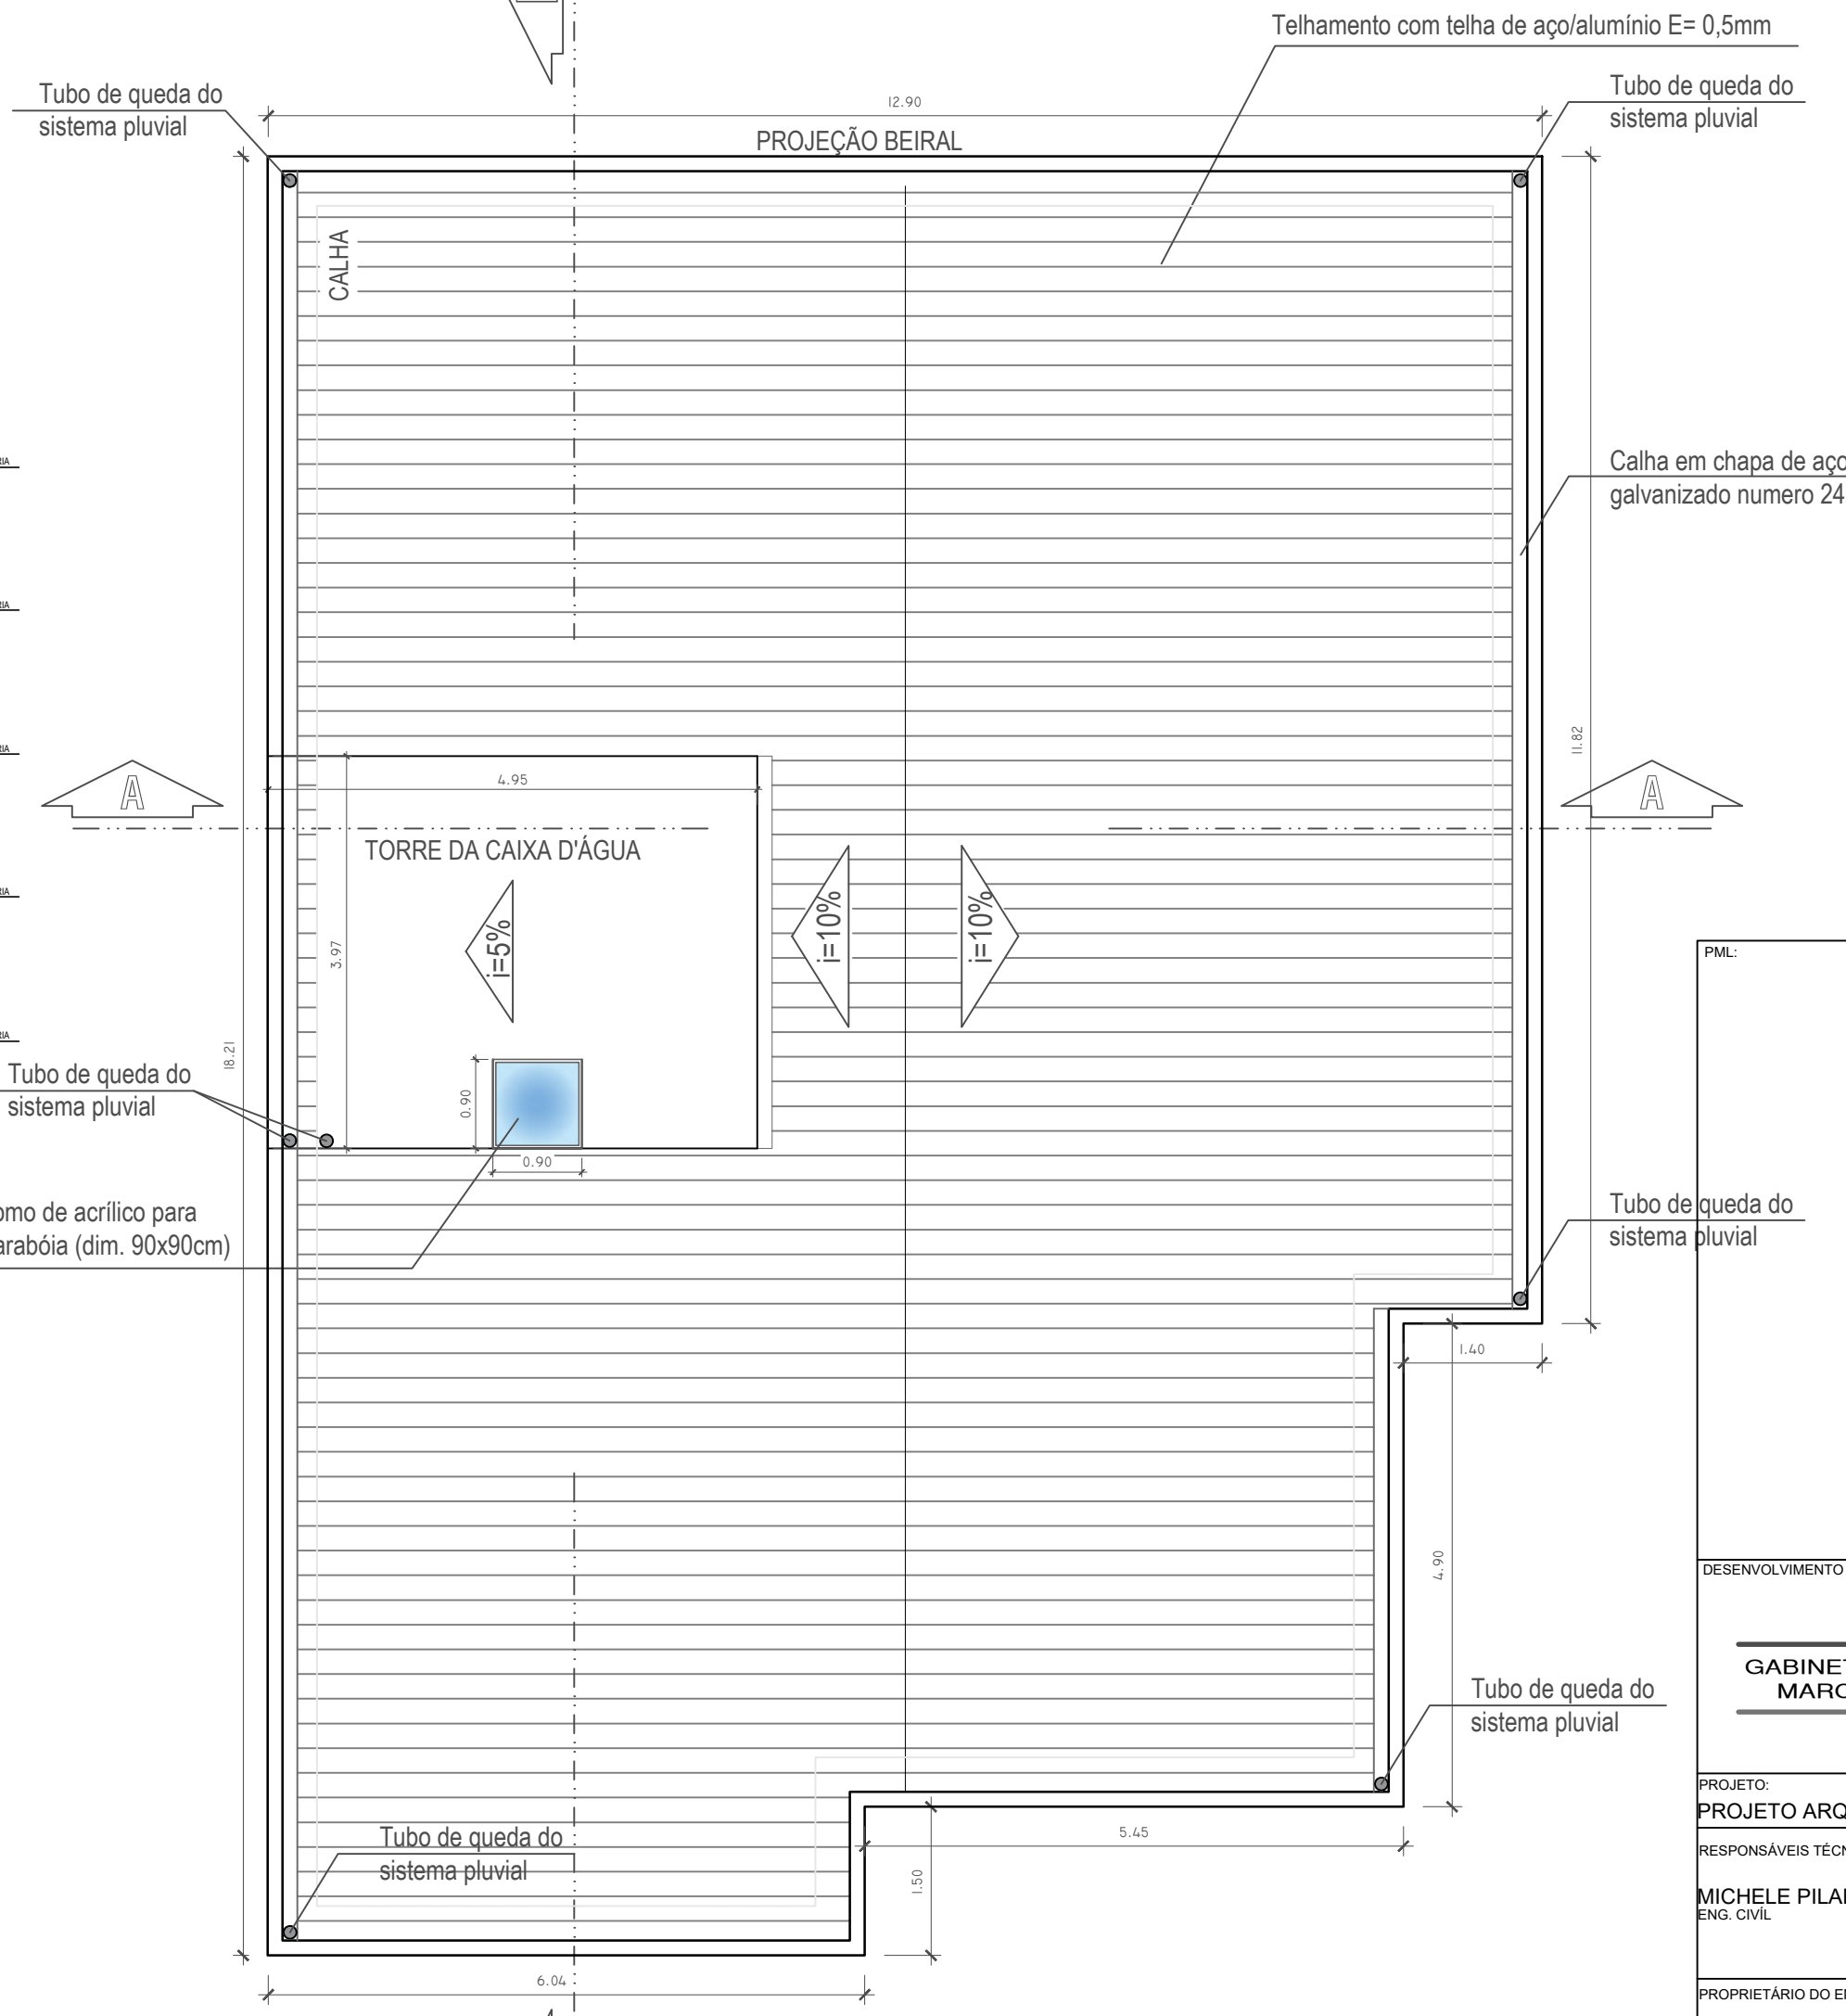 Telhamento com telha de aço/alumínio E= 0,5mm
Tubo de queda do
sistema pluvial
12.90
Tubo de queda do
sistema pluvial
PROJEÇÃO BEIRAL
CALHA
Calha em chapa de aço
galvanizado numero 24
11.82
A
4.95
A
TORRE DA CAIXA D'ÁGUA
3.97
i=5%
i=10%
i=10%
PML:
18.21
Tubo de queda do
sistema pluvial
0.90
0.90
omo de acrílico para
arabóia (dim. 90x90cm)
Tubo de queda do
sistema pluvial
1.40
4.90
DESENVOLVIMENTO
GABINE
MARC
Tubo de queda do
sistema pluvial
PROJETO:
PROJETO ARQ
Tubo de queda do
sistema pluvial
5.45
1.50
RESPONSÁVEIS TÉCN
MICHELE PILA
ENG. CIVÍL
6.04
PROPRIETÁRIO DO E